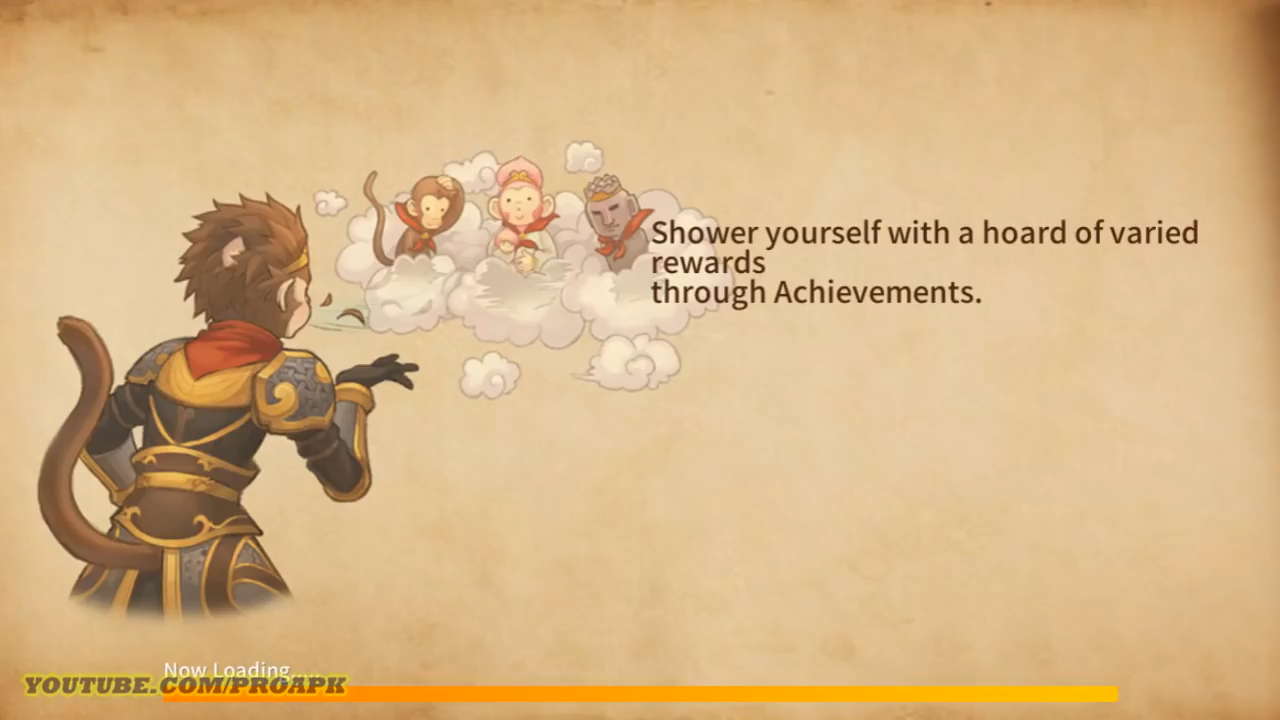 Shower yourself with a hoard of varied
rewards
through Achievements.
Now Loading...
YOUTUBE.COM/PROAPK